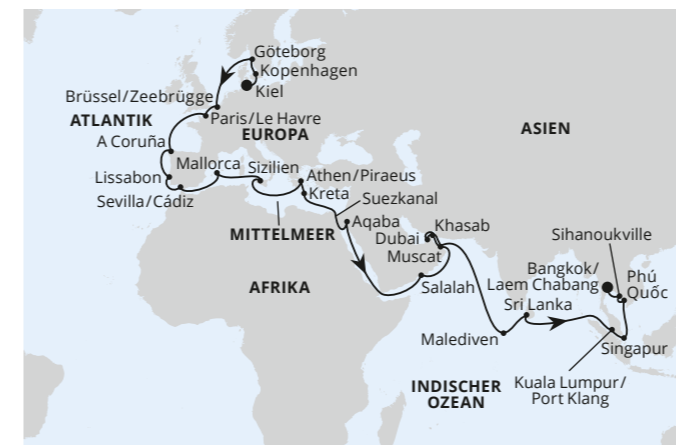 Göteborg
Kopenhagen
Kiel
Brüssel/Zeebrügge
Paris/Le Havre
ATLANTIK
EUROPA
ASIEN
A Coruña
Mallorca
Sizilien
Athen/Piraeus
Lissabon
Kreta
Sevilla/Cádiz
Suezkanal
Aqaba
Khasab
MITTELMEER
Dubai
Muscat
Sihanoukville
Bangkok/
Laem Chabang
Phú
Quốc
AFRIKA
Salalah
Sri Lanka
Malediven
Singapur
INDISCHER
OZEAN
Kuala Lumpur/
Port Klang